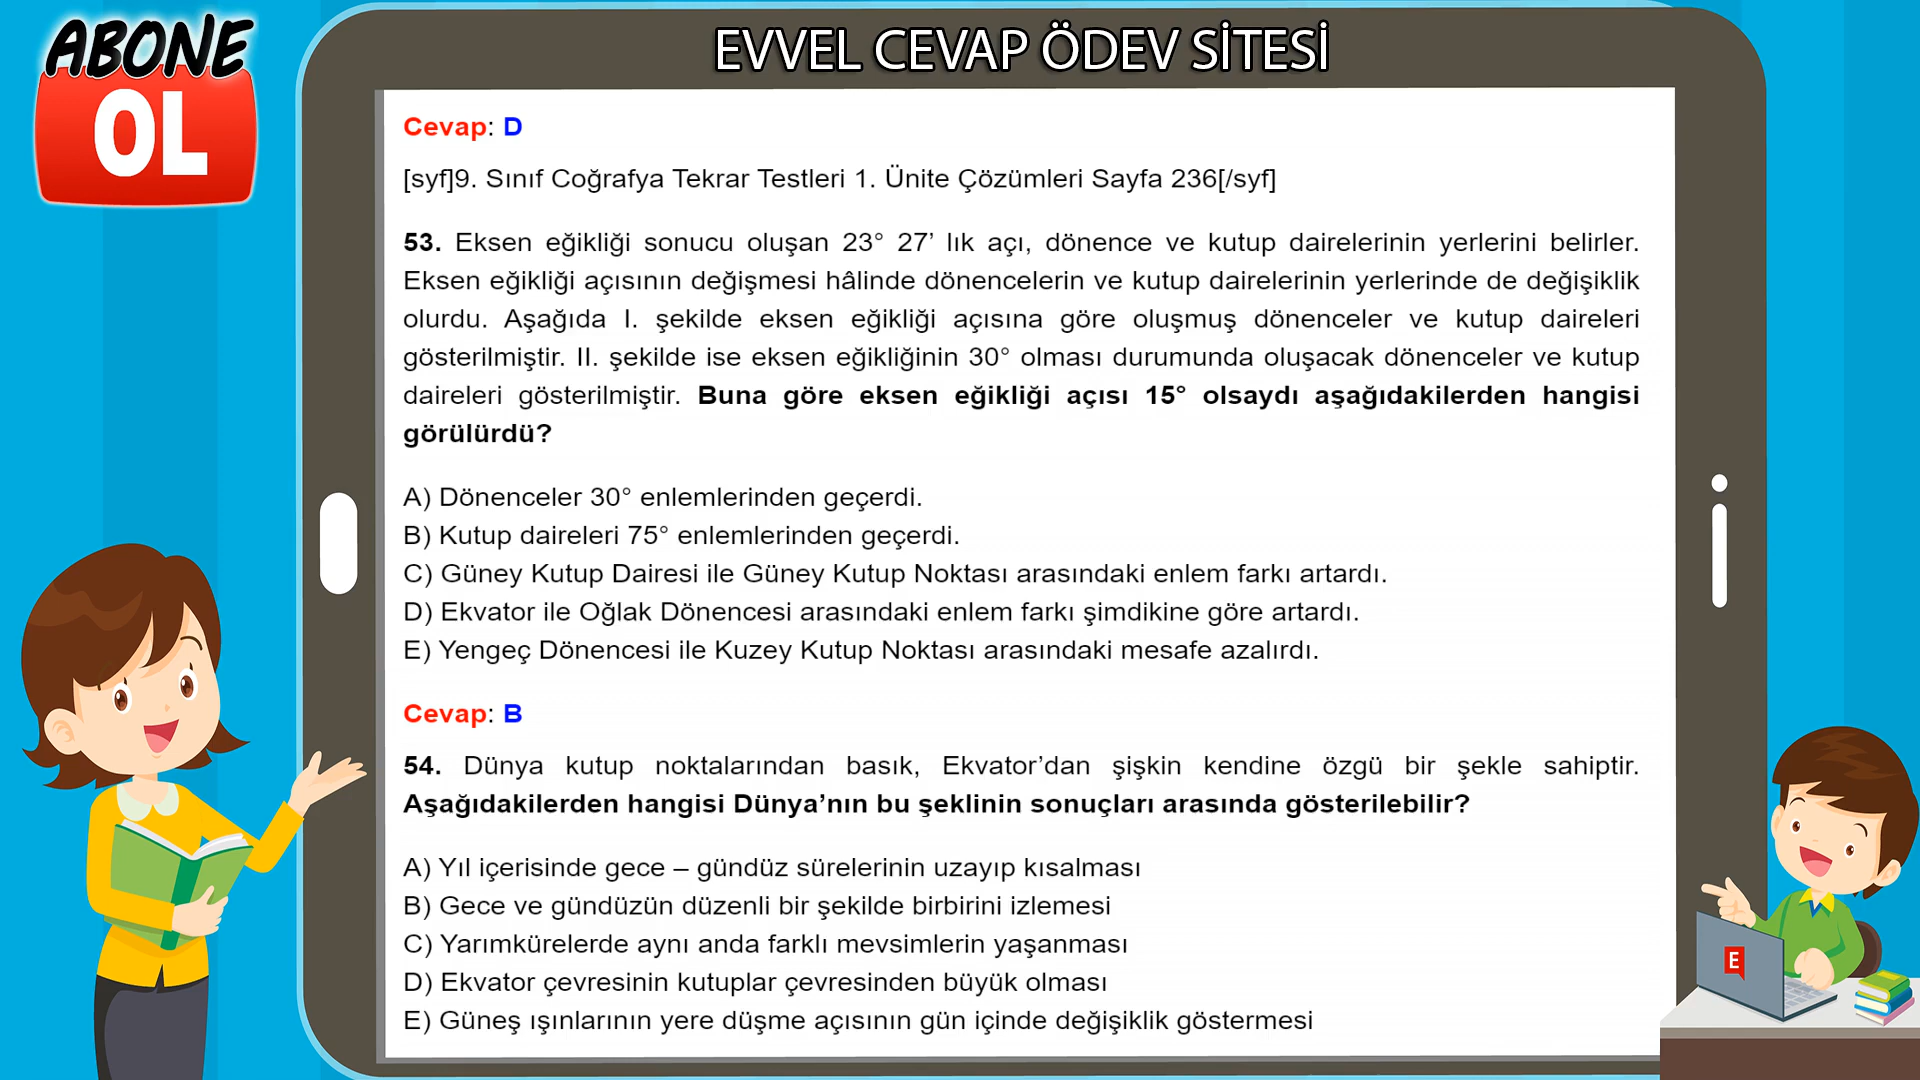 ABONE
OL
EVVEL CEVAP ÖDEV SİTESİ
Cevap: D
[syf]9. Sınıf Coğrafya Tekrar Testleri 1. Ünite Çözümleri Sayfa 236[/syf]
53. Eksen eğikliği sonucu oluşan 23° 27’ lık açı, dönence ve kutup dairelerinin yerlerini belirler.
Eksen eğikliği açısının değişmesi hâlinde dönencelerin ve kutup dairelerinin yerlerinde de değişiklik
olurdu. Aşağıda I. şekilde eksen eğikliği açısına göre oluşmuş dönenceler ve kutup daireleri
gösterilmiştir. II. şekilde ise eksen eğikliğinin 30° olması durumunda oluşacak dönenceler ve kutup
daireleri gösterilmiştir. Buna göre eksen eğikliği açısı 15° olsaydı aşağıdakilerden hangisi
görülürdü?
A) Dönenceler 30° enlemlerinden geçerdi.
B) Kutup daireleri 75° enlemlerinden geçerdi.
C) Güney Kutup Dairesi ile Güney Kutup Noktası arasındaki enlem farkı artardı.
D) Ekvator ile Oğlak Dönencesi arasındaki enlem farkı şimdikine göre artardı.
E) Yengeç Dönencesi ile Kuzey Kutup Noktası arasındaki mesafe azalırdı.
Cevap: B
54. Dünya kutup noktalarından basık, Ekvator’dan şişkin kendine özgü bir şekle sahiptir.
Aşağıdakilerden hangisi Dünya’nın bu şeklinin sonuçları arasında gösterilebilir?
A) Yıl içerisinde gece – gündüz sürelerinin uzayıp kısalması
B) Gece ve gündüzün düzenli bir şekilde birbirini izlemesi
C) Yarımkürelerde aynı anda farklı mevsimlerin yaşanması
D) Ekvator çevresinin kutuplar çevresinden büyük olması
E) Güneş ışınlarının yere düşme açısının gün içinde değişiklik göstermesi
E